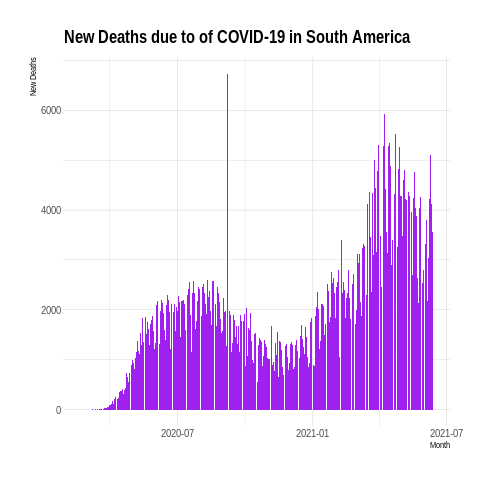 New Deaths due to of COVID-19 in South America
New Deaths
6000
4000
2000
0
2020-07
2021-01
2021-07
Month